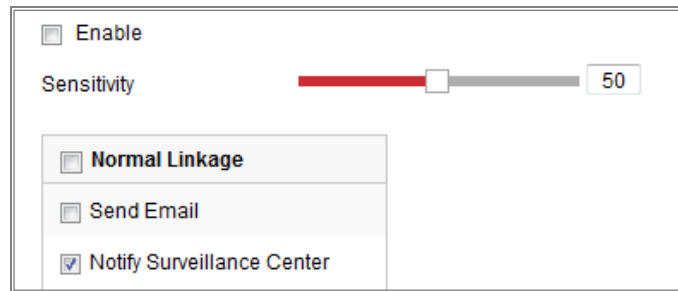 Enable
Sensitivity 50
Normal Linkage
Send Email
Notify Surveillance Center